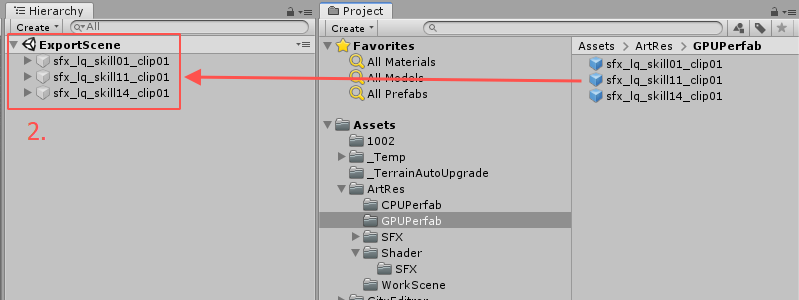 Hierarchy
Create
All
ExportScene
sfx_lq_skill01_clip01
sfx_lq_skill11_clip01
sfx_lq_skill14_clip01
2.
Project
Create
Favorites
All Materials
All Models
All Prefabs
Assets
1002
_Temp
_TerrainAutoUpgrade
ArtRes
CPUPerfab
GPUPerfab
SFX
Shader
SFX
WorkScene
CityEditror
Assets ArtRes GPUPerfab
sfx_lq_skill01_clip01
sfx_lq_skill11_clip01
sfx_lq_skill14_clip01